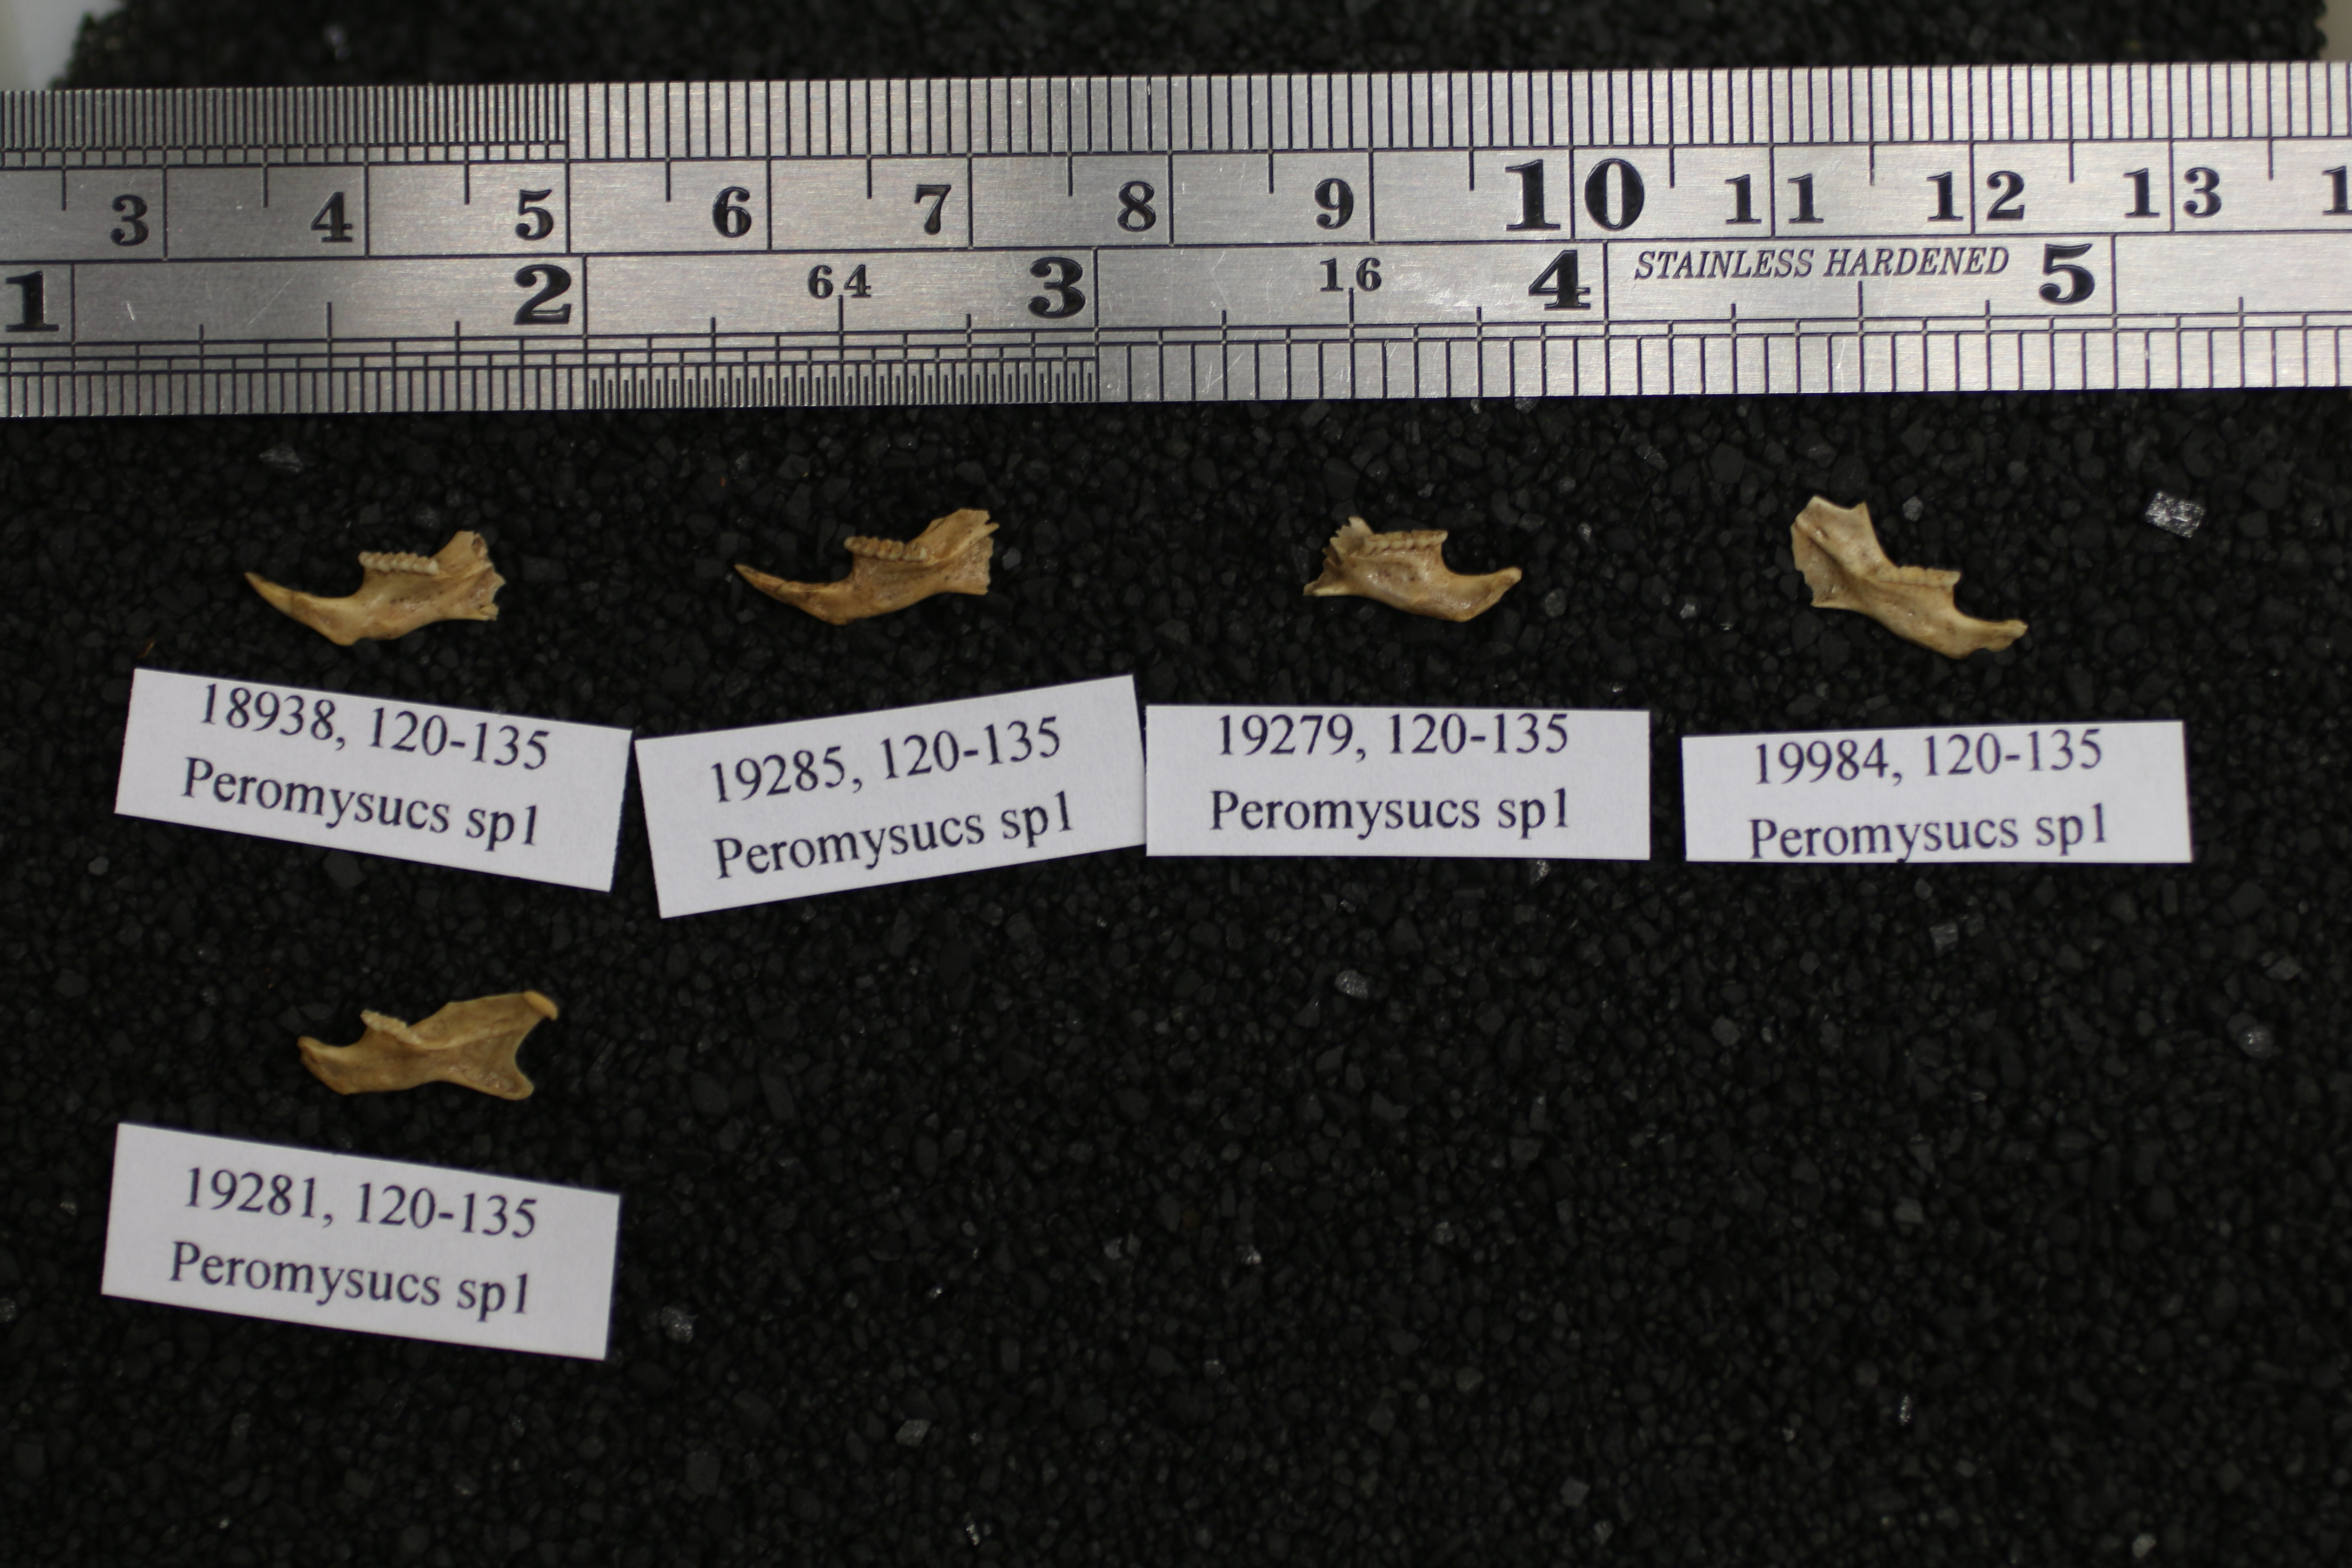 3 4 5 6 7 8 9 10 11 12 13 1
1 2 64 3 16 4 STAINLESS HARDENED 5
18938, 120-135
Peromysucs sp1
19285, 120-135
Peromysucs sp1
19279, 120-135
Peromysucs sp1
19984, 120-135
Peromysucs sp1
19281, 120-135
Peromysucs sp1